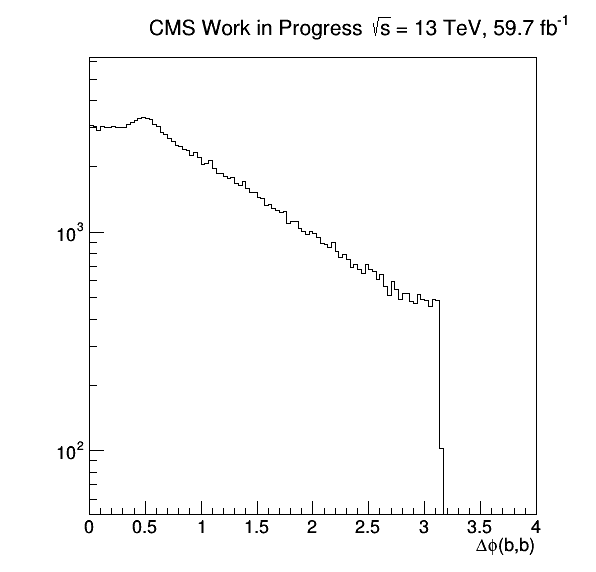 CMS Work in Progress √s = 13 TeV, 59.7 fb⁻¹
10³
10²
0 0.5 1 1.5 2 2.5 3 3.5 4
Δϕ(b,b)